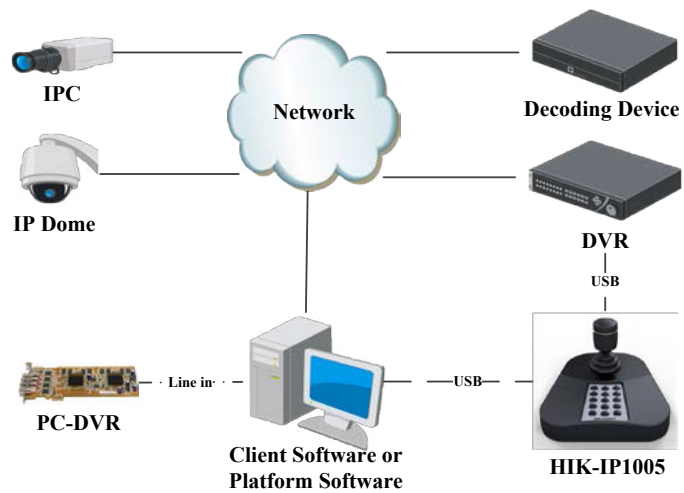 IPC
Network
Decoding Device
IP Dome
DVR
USB
Line in
USB
PC-DVR
Client Software or
Platform Software
HIK-IP1005